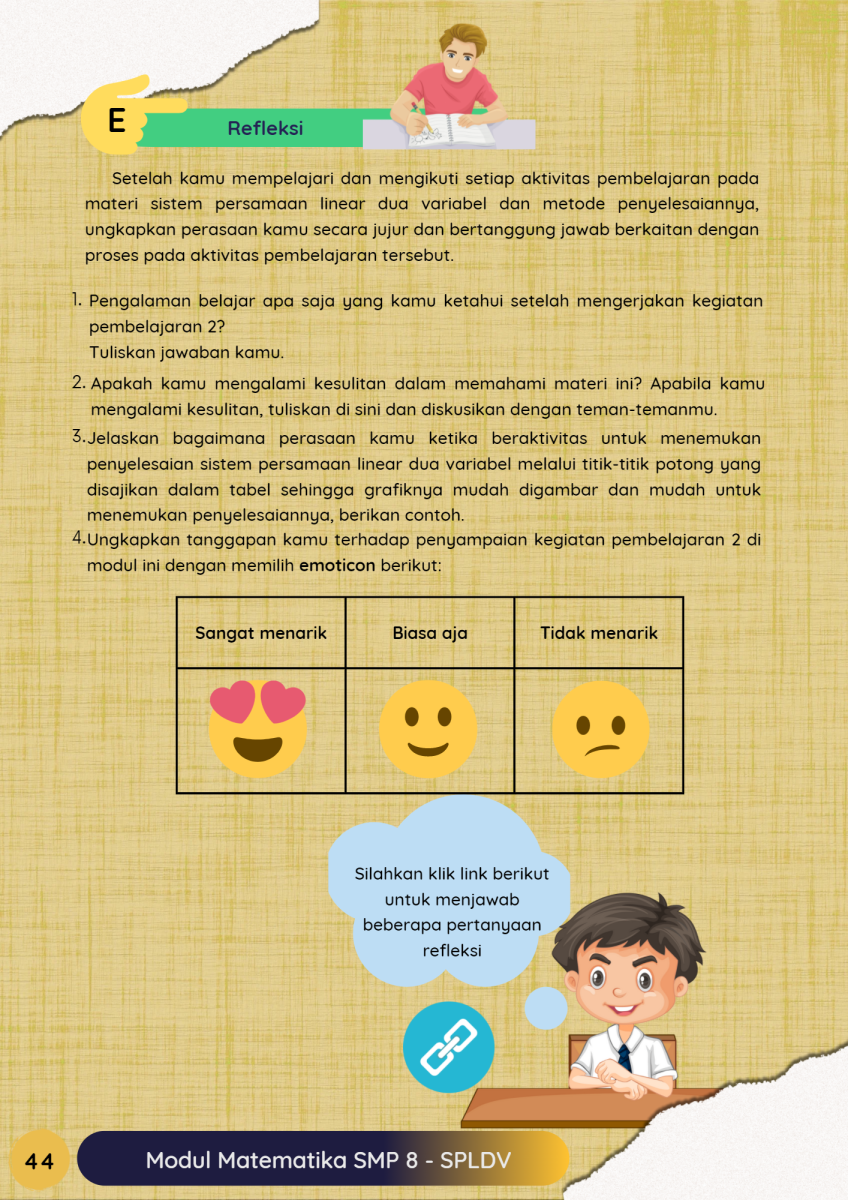 E
Refleksi
Setelah kamu mempelajari dan mengikuti setiap aktivitas pembelajaran pada
materi sistem persamaan linear dua variabel dan metode penyelesaiannya,
ungkapkan perasaan kamu secara jujur dan bertanggung jawab berkaitan dengan
proses pada aktivitas pembelajaran tersebut.
1. Pengalaman belajar apa saja yang kamu ketahui setelah mengerjakan kegiatan
pembelajaran 2?
Tuliskan jawaban kamu.
2. Apakah kamu mengalami kesulitan dalam memahami materi ini? Apabila kamu
mengalami kesulitan, tuliskan di sini dan diskusikan dengan teman-temanmu.
3. Jelaskan bagaimana perasaan kamu ketika beraktivitas untuk menemukan
penyelesaian sistem persamaan linear dua variabel melalui titik-titik potong yang
disajikan dalam tabel sehingga grafiknya mudah digambar dan mudah untuk
menemukan penyelesaiannya, berikan contoh.
4. Ungkapkan tanggapan kamu terhadap penyampaian kegiatan pembelajaran 2 di
modul ini dengan memilih emoticon berikut:
Sangat menarik Biasa aja Tidak menarik
Silahkan klik link berikut
untuk menjawab
beberapa pertanyaan
refleksi
44 Modul Matematika SMP 8 - SPLDV